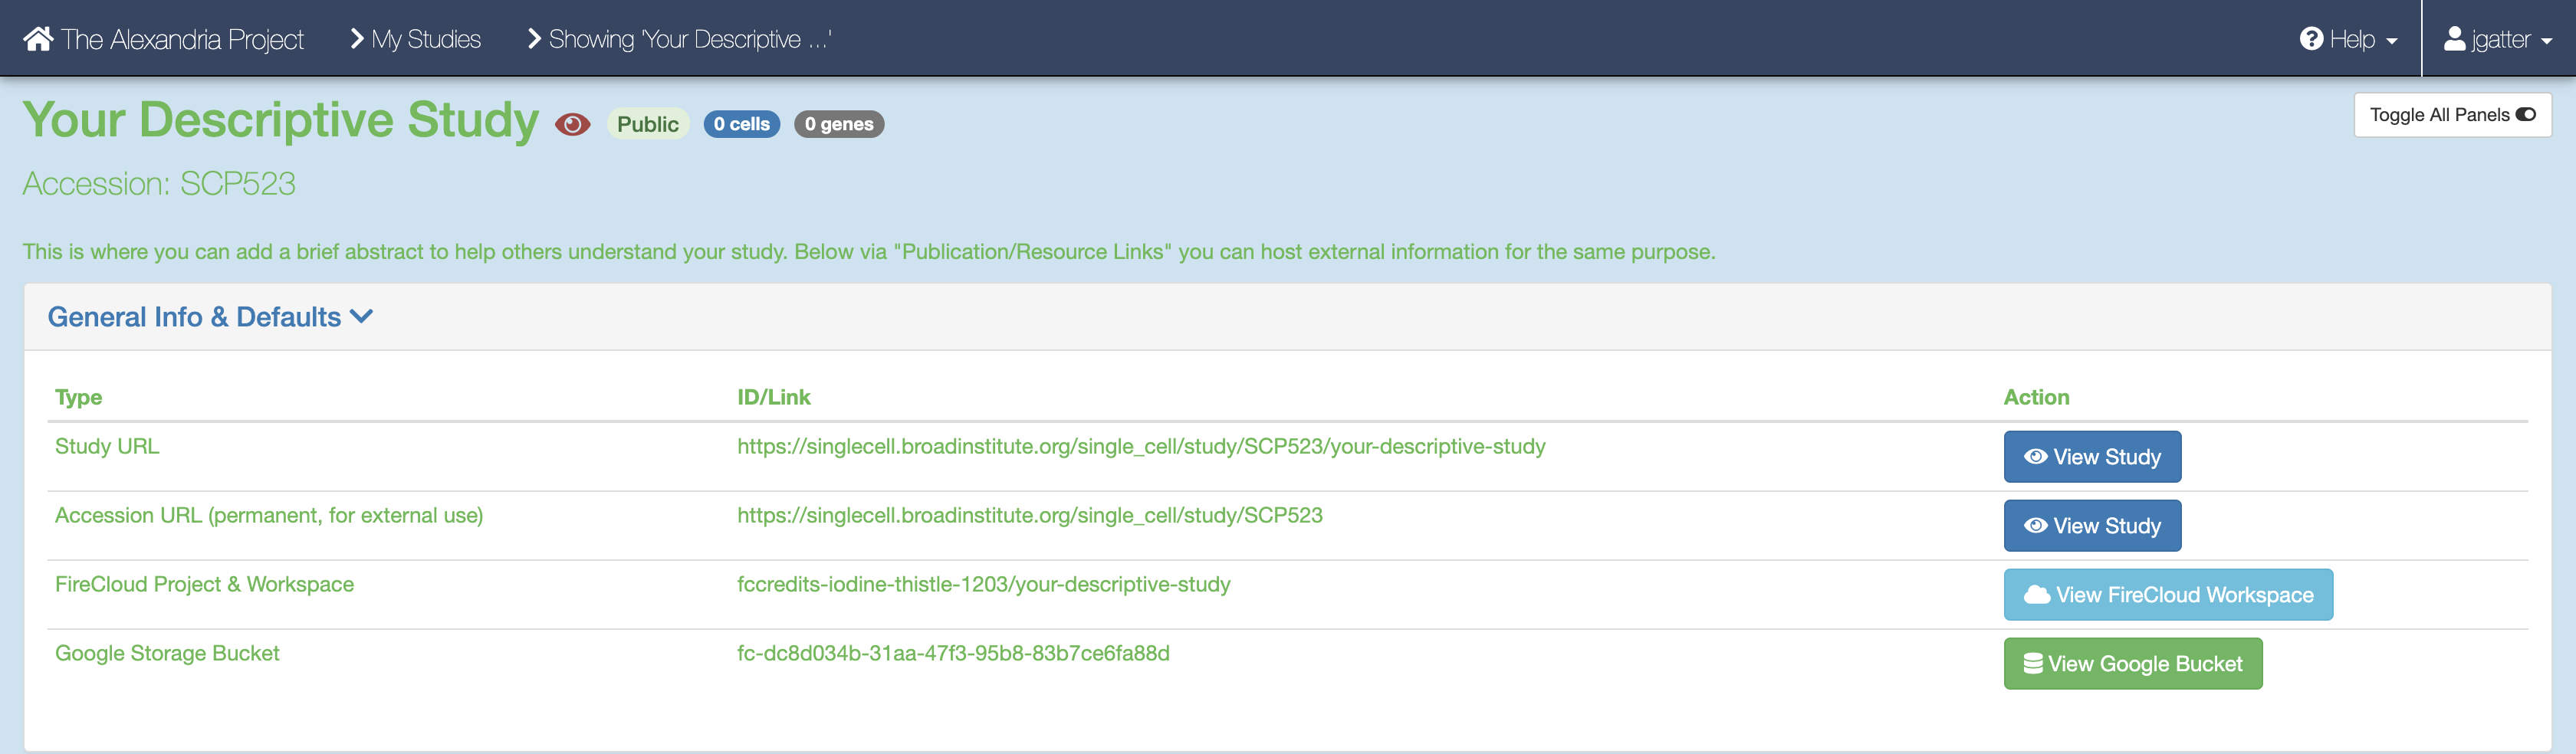 The Alexandria Project My Studies Showing 'Your Descriptive ...' Help jgatter
Your Descriptive Study Public 0 cells 0 genes Toggle All Panels
Accession: SCP523
This is where you can add a brief abstract to help others understand your study. Below via "Publication/Resource Links" you can host external information for the same purpose.
General Info & Defaults
Type ID/Link Action
Study URL https://singlecell.broadinstitute.org/single_cell/study/SCP523/your-descriptive-study View Study
Accession URL (permanent, for external use) https://singlecell.broadinstitute.org/single_cell/study/SCP523 View Study
FireCloud Project & Workspace fccredits-iodine-thistle-1203/your-descriptive-study View FireCloud Workspace
Google Storage Bucket fc-dc8d034b-31aa-47f3-95b8-83b7ce6fa88d View Google Bucket